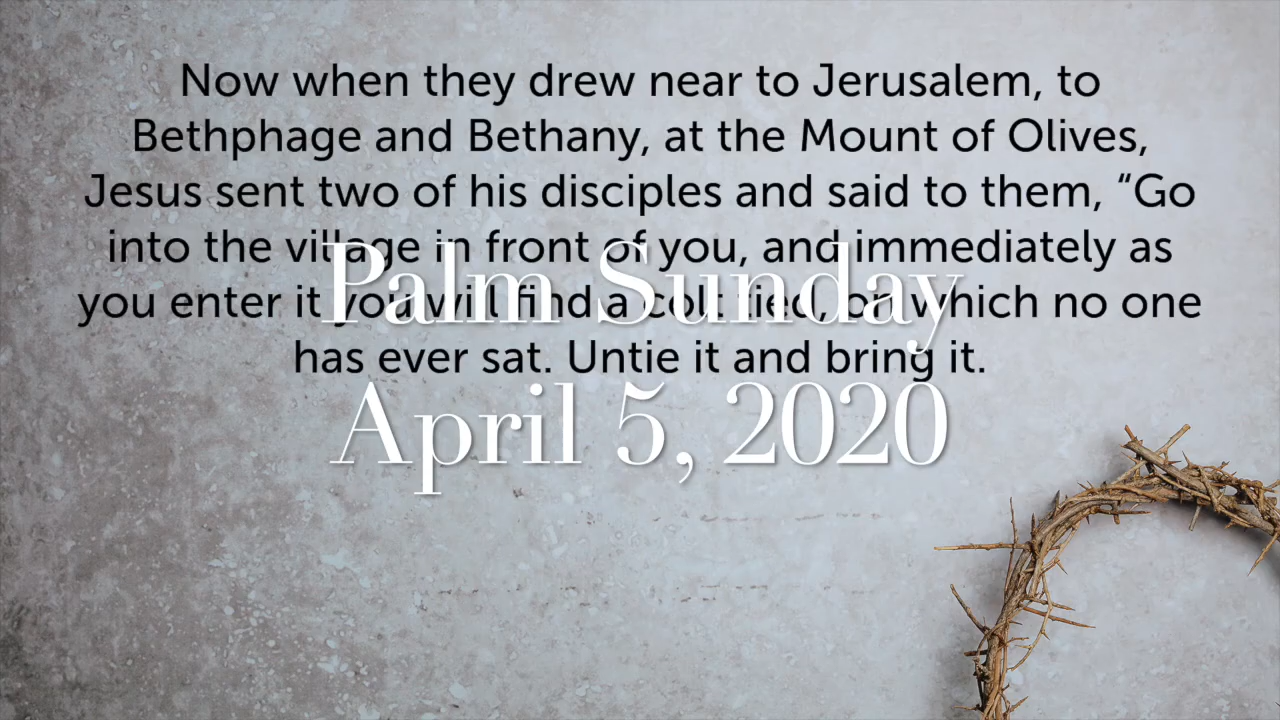 Now when they drew near to Jerusalem, to
Bethphage and Bethany, at the Mount of Olives,
Jesus sent two of his disciples and said to them, “Go
into the village in front of you, and immediately as
you enter it you will find a colt tied, on which no one
has ever sat. Untie it and bring it.
Palm Sunday
April 5, 2020